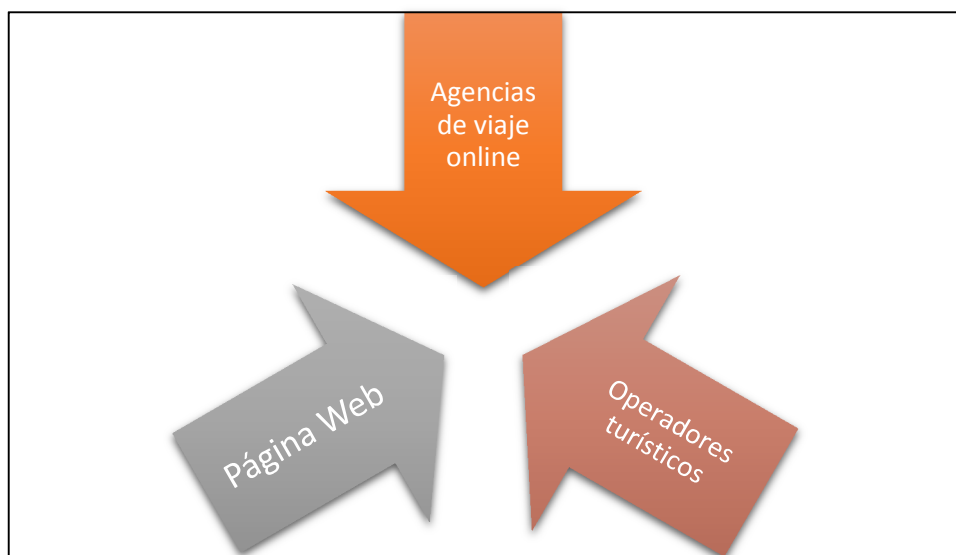 Agencias
de viaje
online
Página Web
Operadores
turísticos